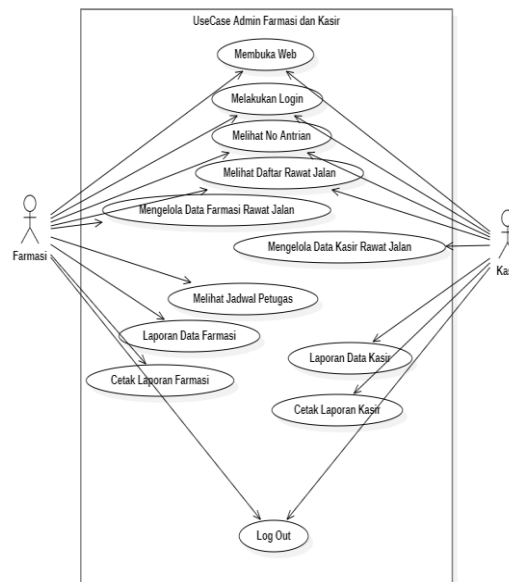 UseCase Admin Farmasi dan Kasir
Membuka Web
Melakukan Login
Melihat No Antrian
Melihat Daftar Rawat Jalan
Mengelola Data Farmasi Rawat Jalan
Mengelola Data Kasir Rawat Jalan
Farmasi
Kas
Melihat Jadwal Petugas
Laporan Data Farmasi
Laporan Data Kasir
Cetak Laporan Farmasi
Cetak Laporan Kasir
Log Out